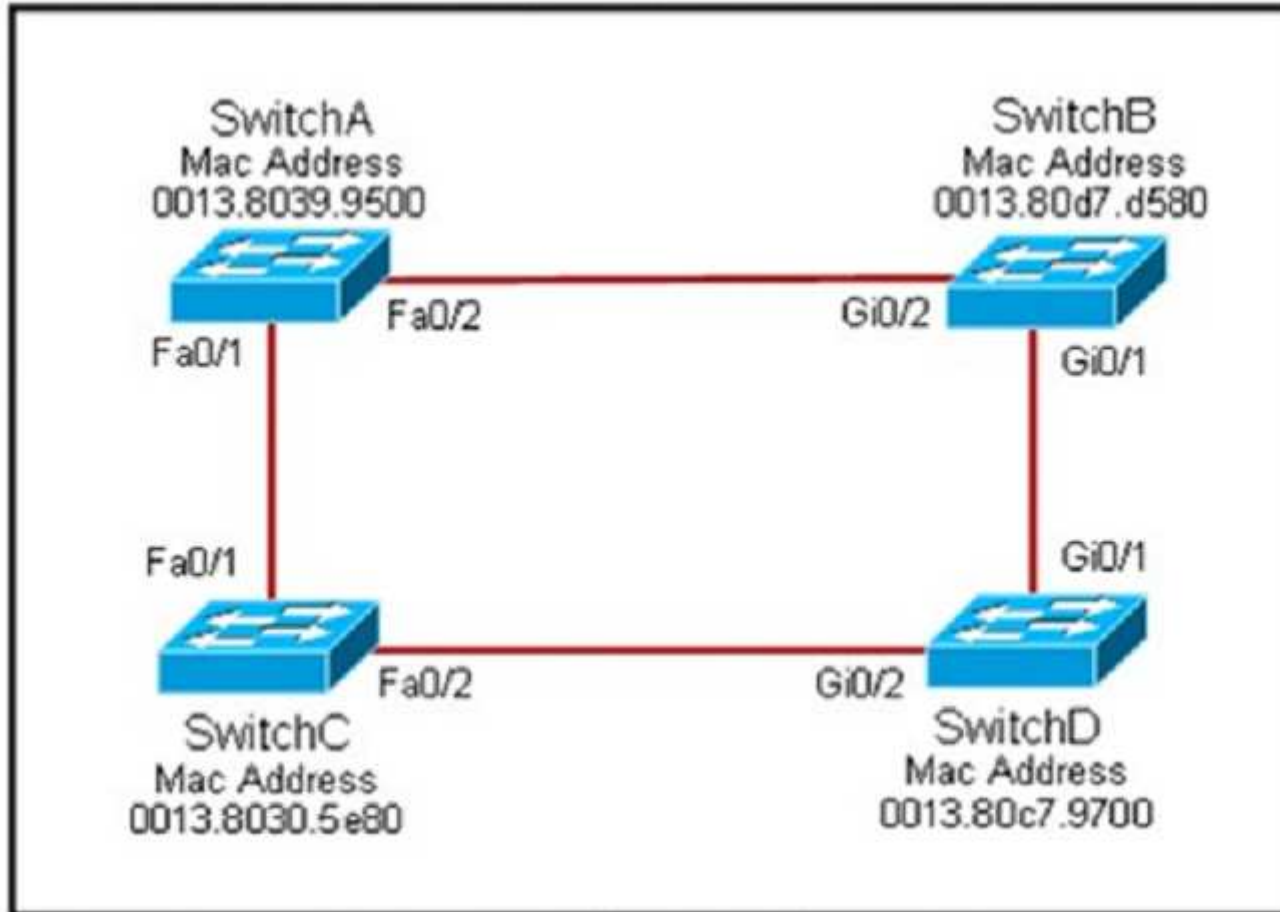 SwitchA
Mac Address
0013.8039.9500
SwitchB
Mac Address
0013.80d7.d580
Fa0/2
Gi0/2
Fa0/1
Gi0/1
Fa0/1
Gi0/1
Fa0/2
Gi0/2
SwitchC
Mac Address
0013.8030.5e80
SwitchD
Mac Address
0013.80c7.9700